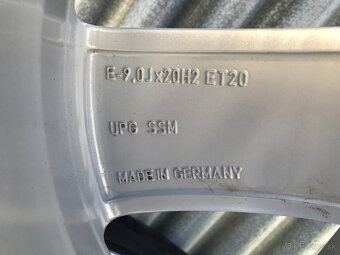 E-9,0Jx20H2 ET20
UPG SSM
MADE IN GERMANY